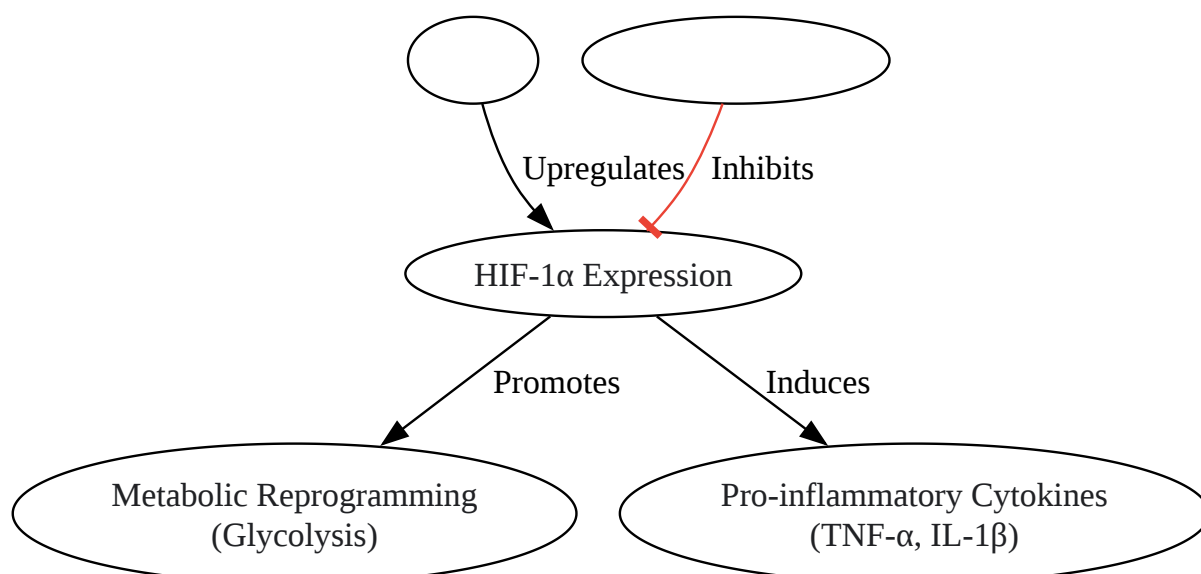 Upregulates
Inhibits
HIF-1α Expression
Promotes
Induces
Metabolic Reprogramming
(Glycolysis)
Pro-inflammatory Cytokines
(TNF-α, IL-1β)